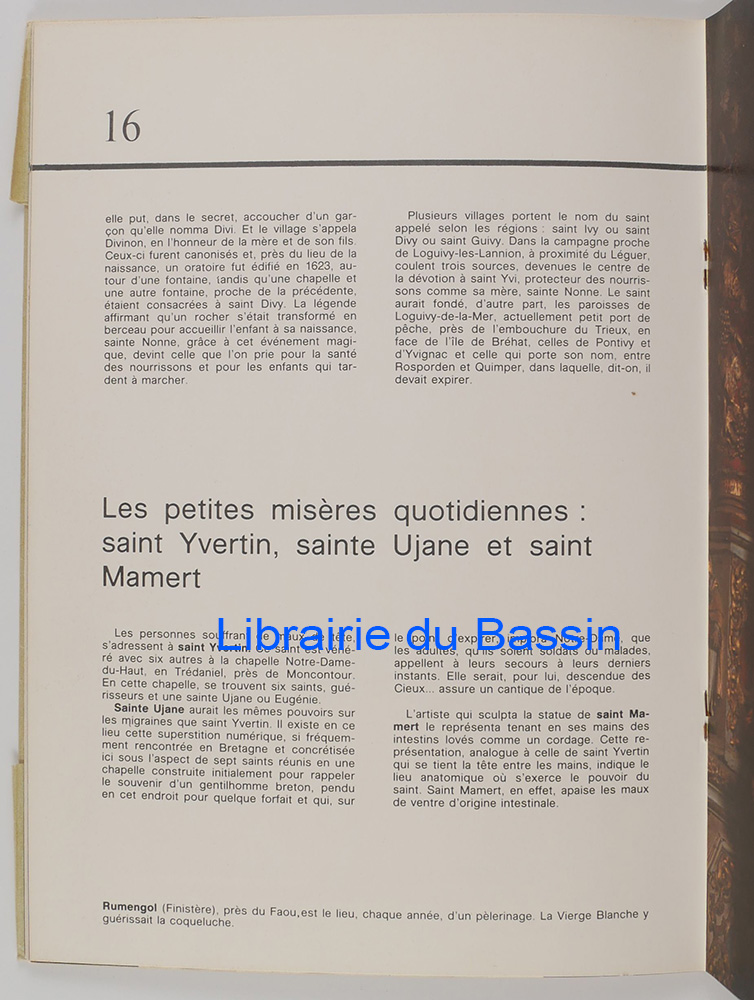 16
elle put, dans le secret, accoucher d'un gar-
çon qu'elle nomma Divi. Et le village s'appela
Divinon, en l'honneur de la mère et de son fils.
Ceux-ci furent canonisés et, près du lieu de la
naissance, un oratoire fut édifié en 1623, au-
tour d'une fontaine, tandis qu'une chapelle et
une autre fontaine, proche de la précédente,
étaient consacrées à saint Divy. La légende
affirmant qu'un rocher s'était transformé en
berceau pour accueillir l'enfant à sa naissance,
sainte Nonne, grâce à cet événement magi-
que, devint celle que l'on prie pour la santé
des nourrissons et pour les enfants qui tar-
dent à marcher.
Plusieurs villages portent le nom du saint
appelé selon les régions : saint Ivy ou saint
Divy ou saint Guivy. Dans la campagne proche
de Loguivy-les-Lannion, à proximité du Léguer,
coulent trois sources, devenues le centre de
la dévotion à saint Yvi, protecteur des nourris-
sons comme sa mère, sainte Nonne. Le saint
aurait fondé, d'autre part, les paroisses de
Loguivy-de-la-Mer, actuellement petit port de
pêche, près de l'embouchure du Trieux, en
face de l'île de Bréhat, celles de Pontivy et
d'Yvignac et celle qui porte son nom, entre
Rosporden et Quimper, dans laquelle, dit-on, il
devait expirer.
Les petites misères quotidiennes :
saint Yvertin, sainte Ujane et saint
Mamert
Les personnes souffrant de maux de tête,
s'adressent à saint Yvertin. Ce saint est véné-
ré avec six autres à la chapelle Notre-Dame-
du-Haut, en Trédaniel, près de Moncontour.
En cette chapelle, se trouvent six saints, gué-
risseurs et une sainte Ujane ou Eugénie.
Sainte Ujane aurait les mêmes pouvoirs sur
les migraines que saint Yvertin. Il existe en ce
lieu cette superstition numérique, si fréquem-
ment rencontrée en Bretagne et concrétisée
ici sous l'aspect de sept saints réunis en une
chapelle construite initialement pour rappeler
le souvenir d'un gentilhomme breton, pendu
en cet endroit pour quelque forfait et qui, sur
le point d'expirer, implora Notre-Dame, que
les adultes, qu'ils soient soldats ou malades,
appellent à leurs secours à leurs derniers
instants. Elle serait, pour lui, descendue des
Cieux... assure un cantique de l'époque.
L'artiste qui sculpta la statue de saint Ma-
mert le représenta tenant en ses mains des
intestins lovés comme un cordage. Cette re-
présentation, analogue à celle de saint Yvertin
qui se tient la tête entre les mains, indique le
lieu anatomique où s'exerce le pouvoir du
saint. Saint Mamert, en effet, apaise les maux
de ventre d'origine intestinale.
Librairie du Bassin
Rumengol (Finistère), près du Faou,est le lieu, chaque année, d'un pèlerinage. La Vierge Blanche y
guérissait la coqueluche.